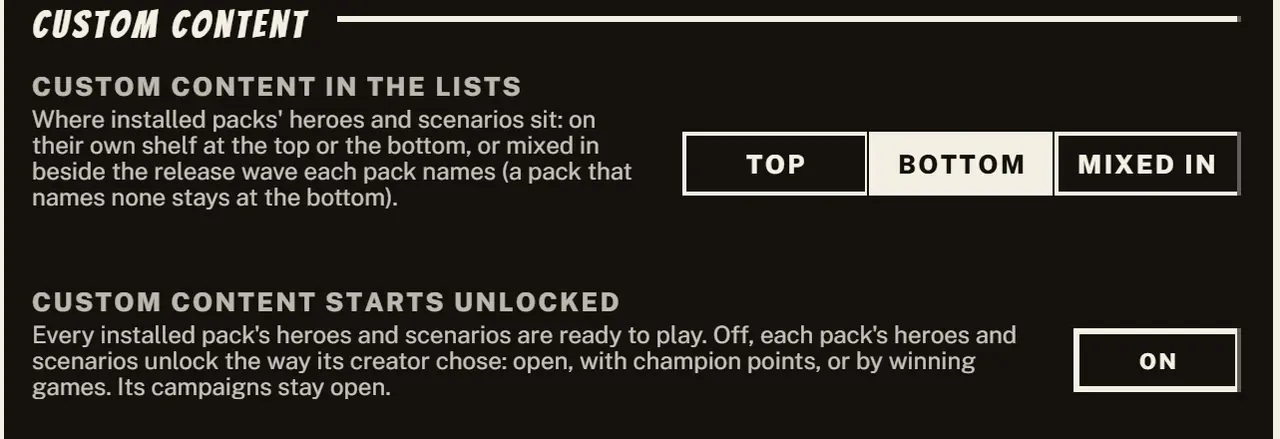 CUSTOM CONTENT
CUSTOM CONTENT IN THE LISTS
Where installed packs' heroes and scenarios sit: on
their own shelf at the top or the bottom, or mixed in
beside the release wave each pack names (a pack that
names none stays at the bottom).
TOP
BOTTOM
MIXED IN
CUSTOM CONTENT STARTS UNLOCKED
Every installed pack's heroes and scenarios are ready to play. Off, each pack's heroes and
scenarios unlock the way its creator chose: open, with champion points, or by winning
games. Its campaigns stay open.
ON